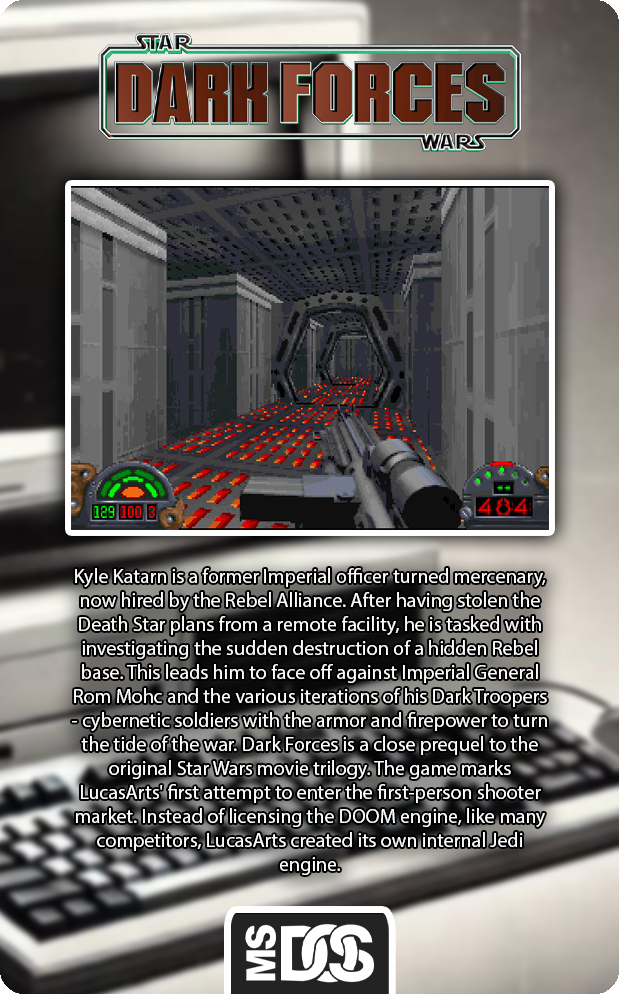 STAR
DARK FORCES
WARS
129 100 3
484
Kyle Katarn is a former Imperial officer turned mercenary,
now hired by the Rebel Alliance. After having stolen the
Death Star plans from a remote facility, he is tasked with
investigating the sudden destruction of a hidden Rebel
base. This leads him to face off against Imperial General
Rom Mohc and the various iterations of his Dark Troopers
- cybernetic soldiers with the armor and firepower to turn
the tide of the war. Dark Forces is a close prequel to the
original Star Wars movie trilogy. The game marks
LucasArts' first attempt to enter the first-person shooter
market. Instead of licensing the DOOM engine, like many
competitors, LucasArts created its own internal Jedi
engine.
MS DOS